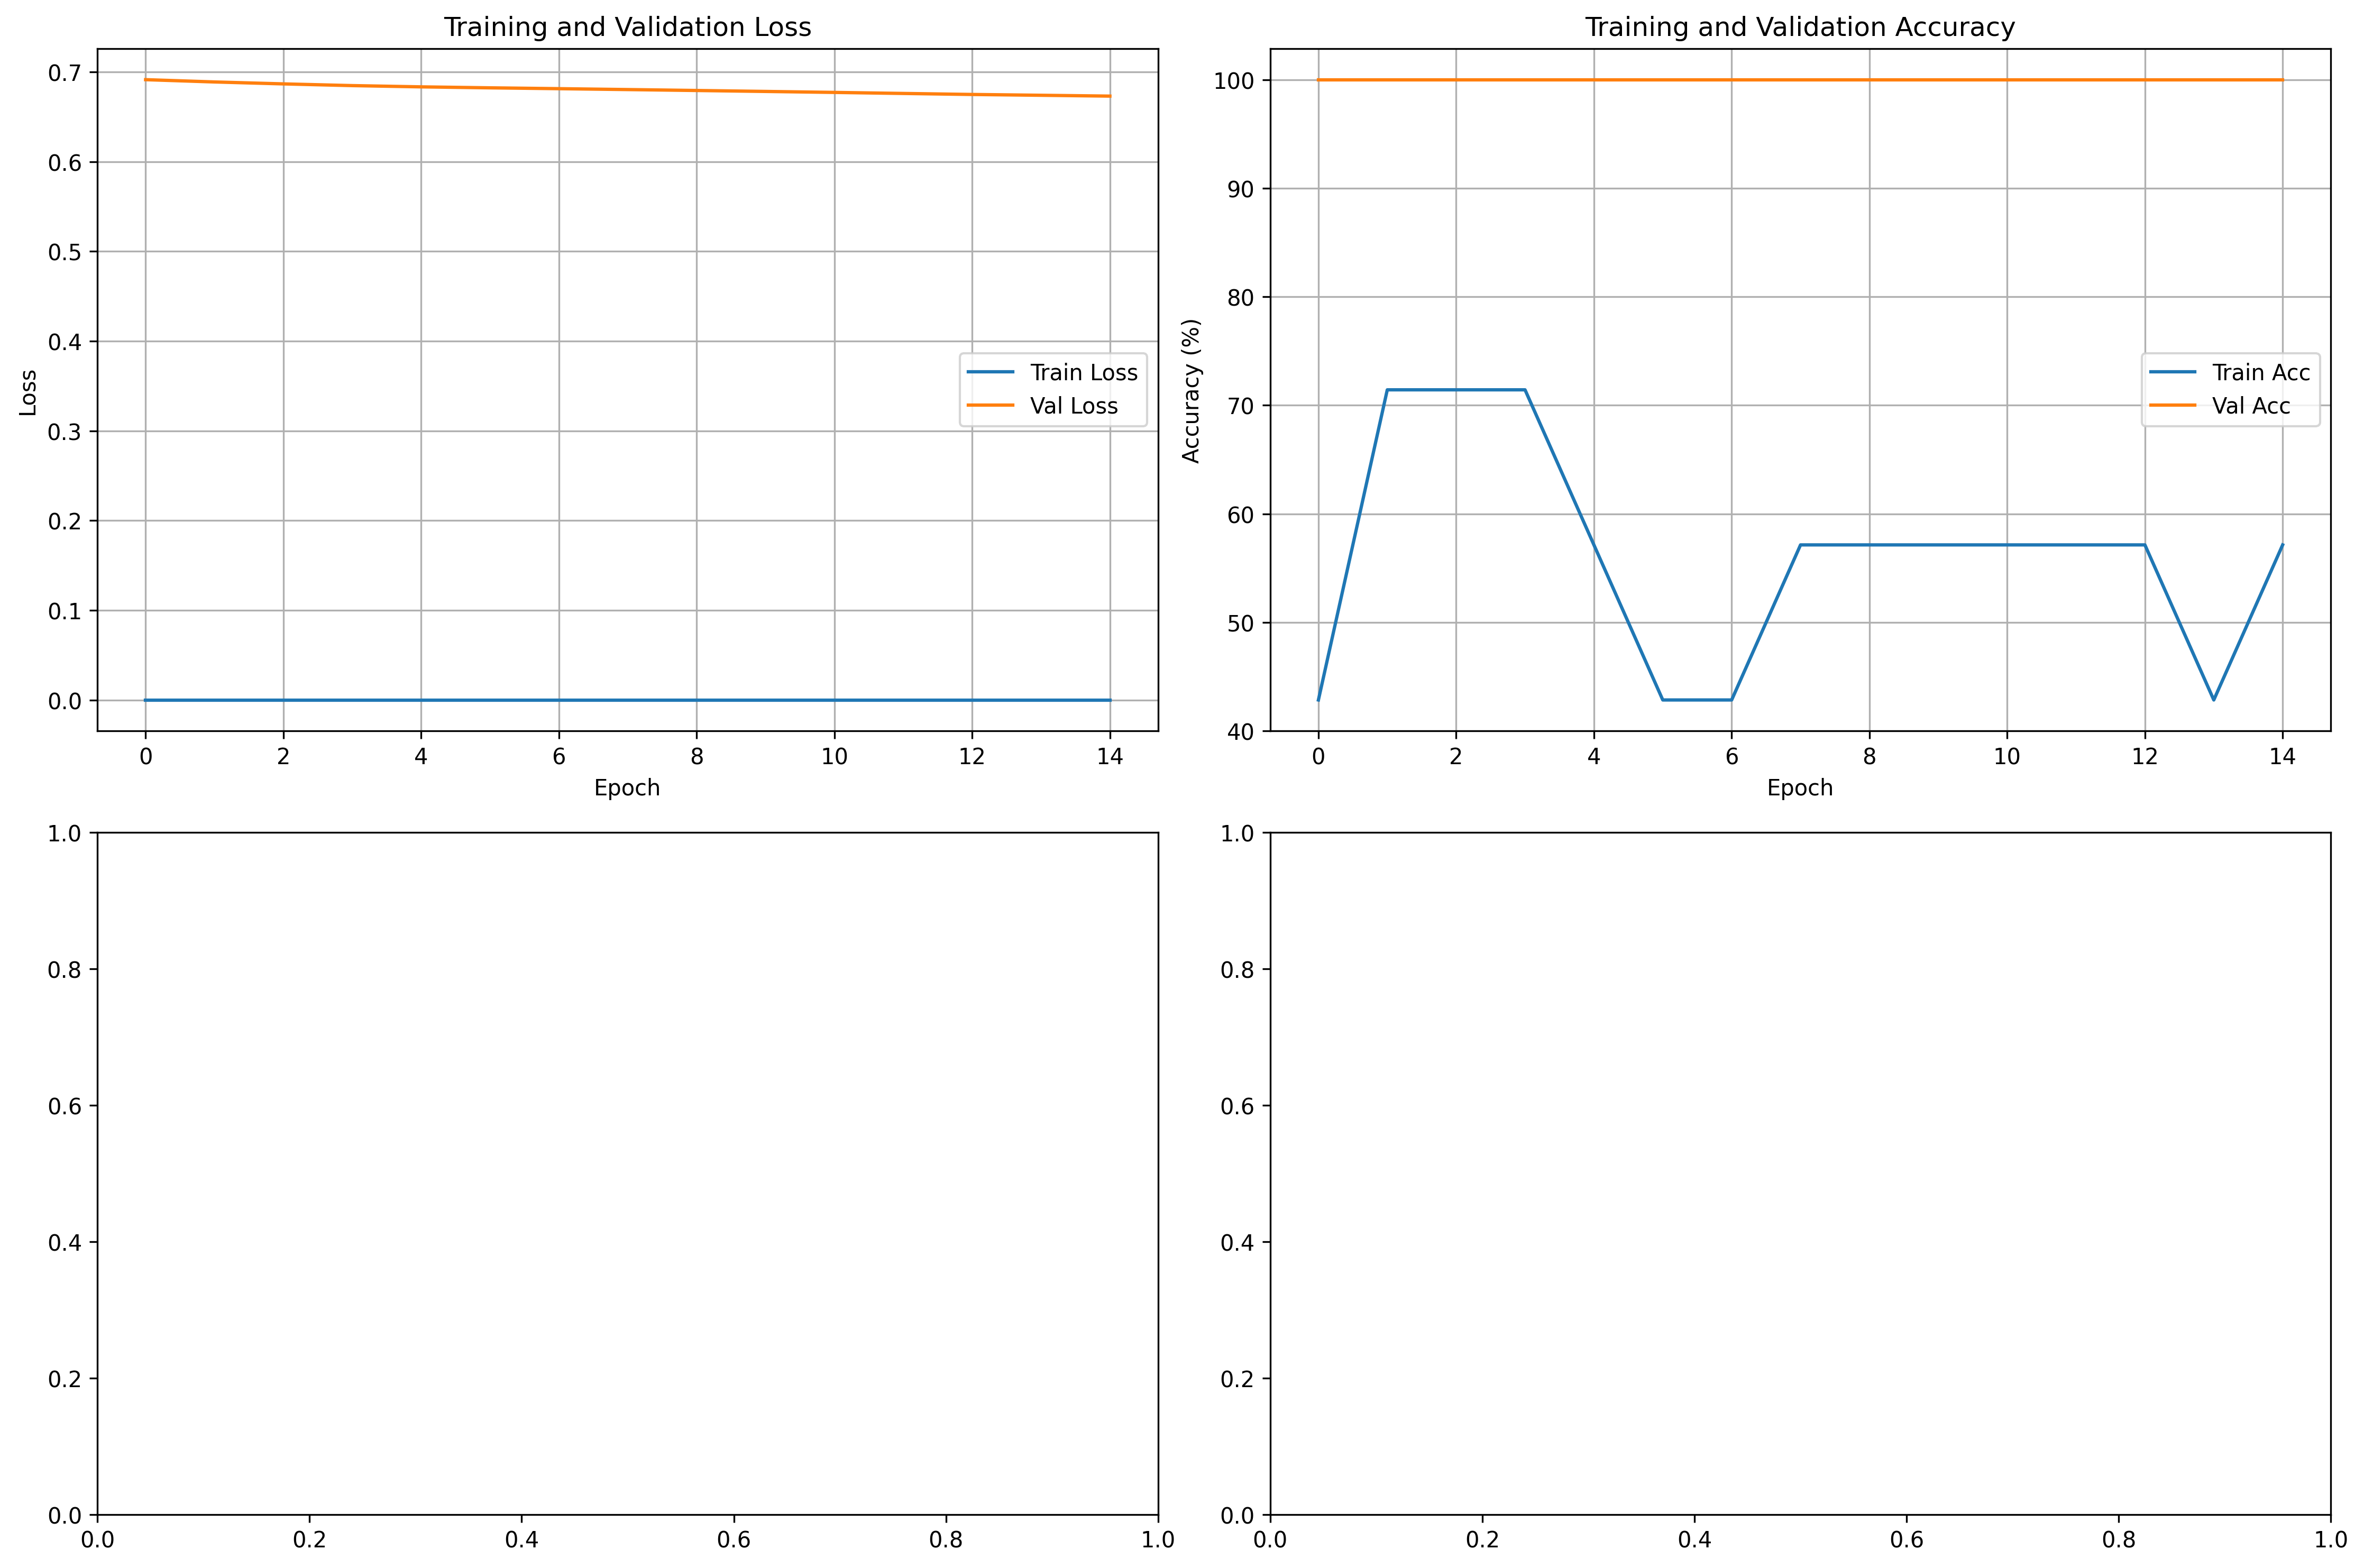 Training and Validation Loss
0.7
0.6
0.5
0.4
0.3
0.2
0.1
0.0
Loss
Train Loss
Val Loss
0 2 4 6 8 10 12 14
Epoch
Training and Validation Accuracy
100
90
80
70
60
50
40
Accuracy (%)
Train Acc
Val Acc
0 2 4 6 8 10 12 14
Epoch
1.0
0.8
0.6
0.4
0.2
0.0
0.0 0.2 0.4 0.6 0.8 1.0
1.0
0.8
0.6
0.4
0.2
0.0
0.0 0.2 0.4 0.6 0.8 1.0